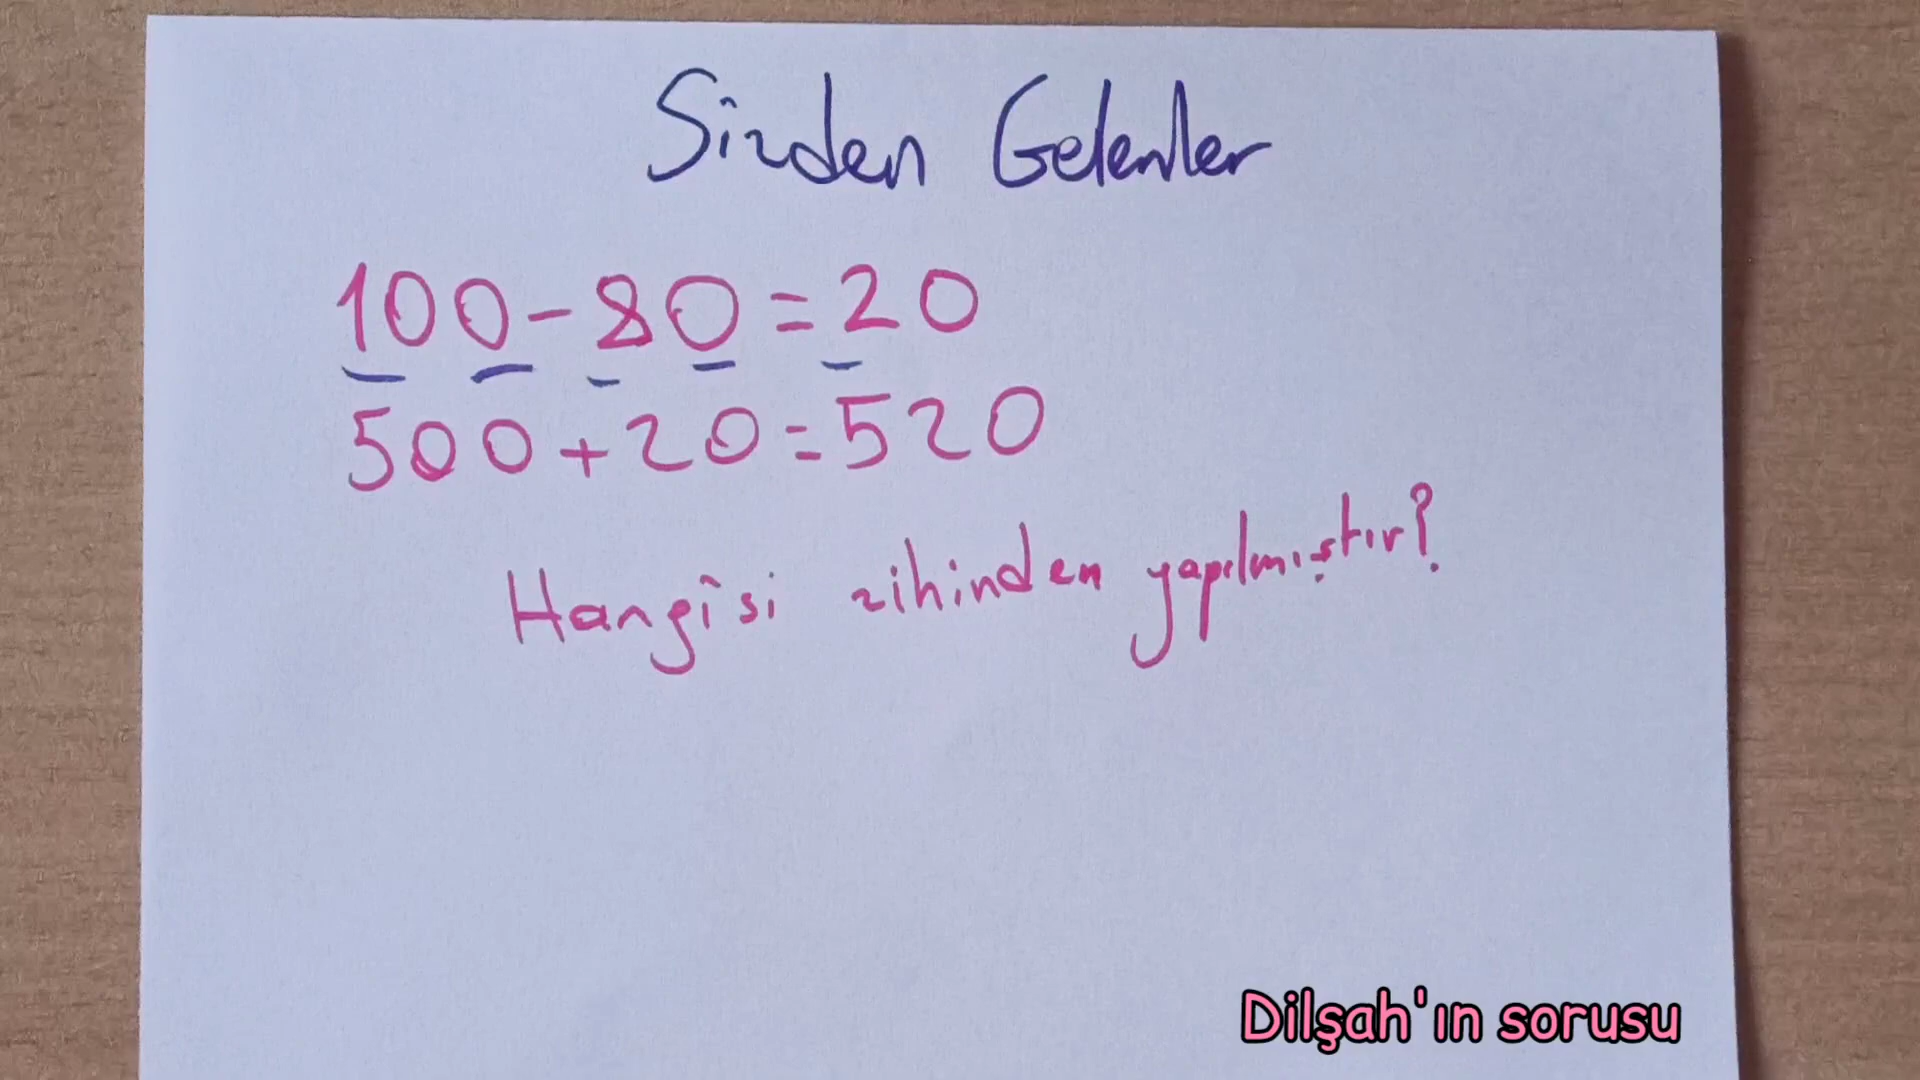 Sizden Gelenler
100-80=20
500+20=520
Hangisi zihinden yapılmıştır?
Dilşah'ın sorusu